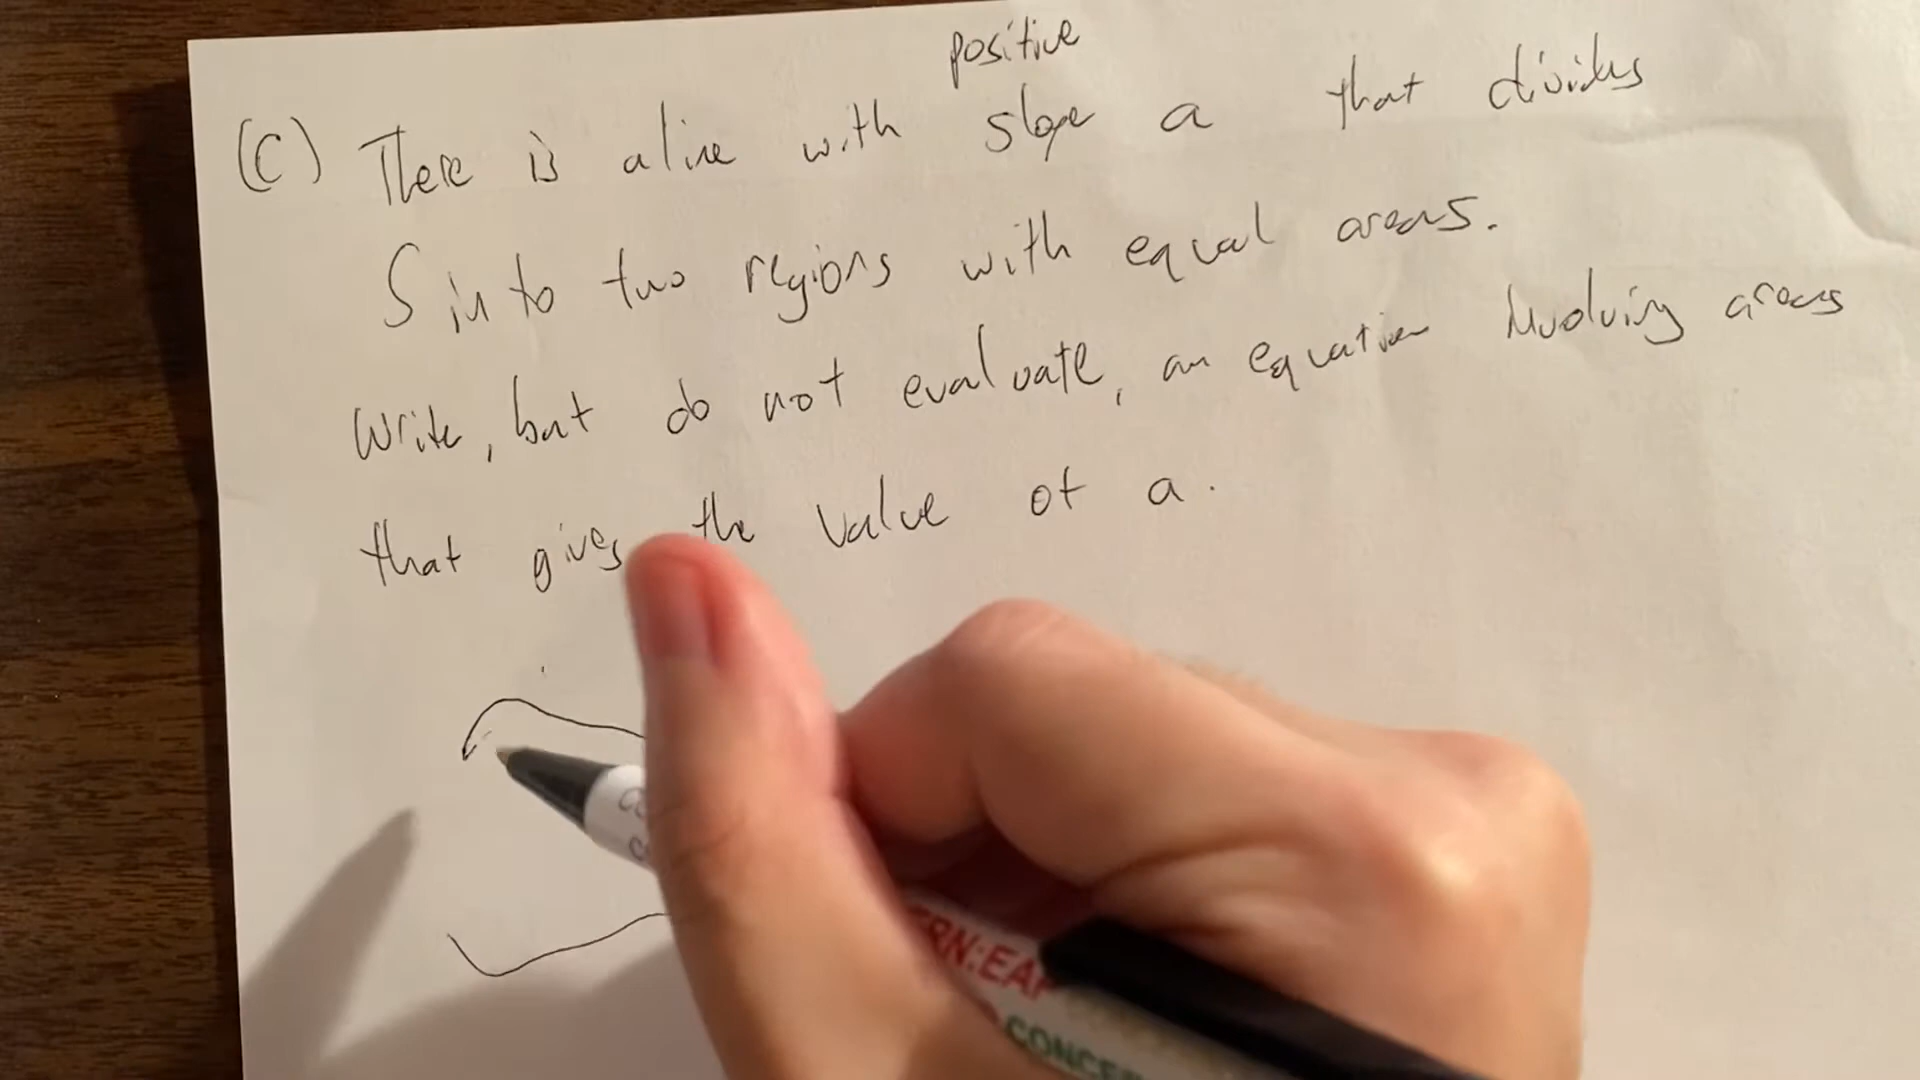 positive
(C) There is a line with slope a that divides
S into two regions with equal areas.
Write, but do not evaluate, an equation involving areas
that gives the value of a.
CONCE